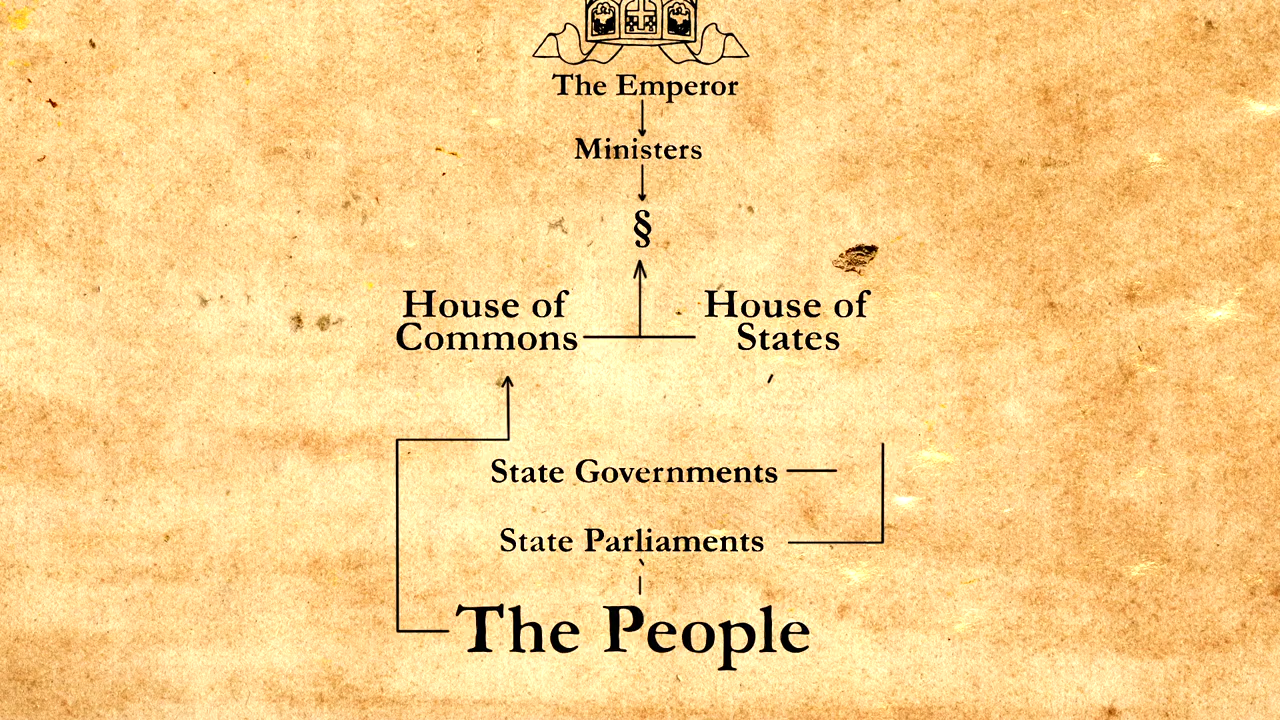 The Emperor
Ministers
§
House of
Commons
House of
States
State Governments
State Parliaments
The People